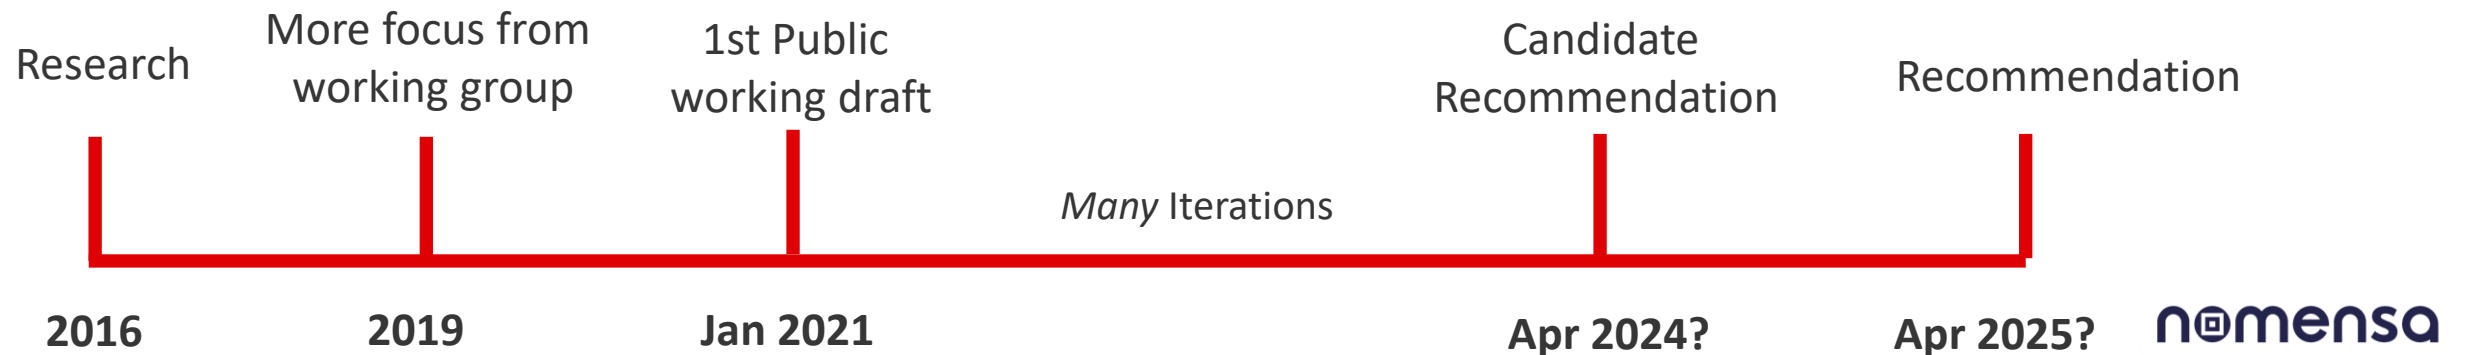 Research
More focus from
working group
1st Public
working draft
Candidate
Recommendation
Recommendation
Many Iterations
2016
2019
Jan 2021
Apr 2024?
Apr 2025?
nomensa